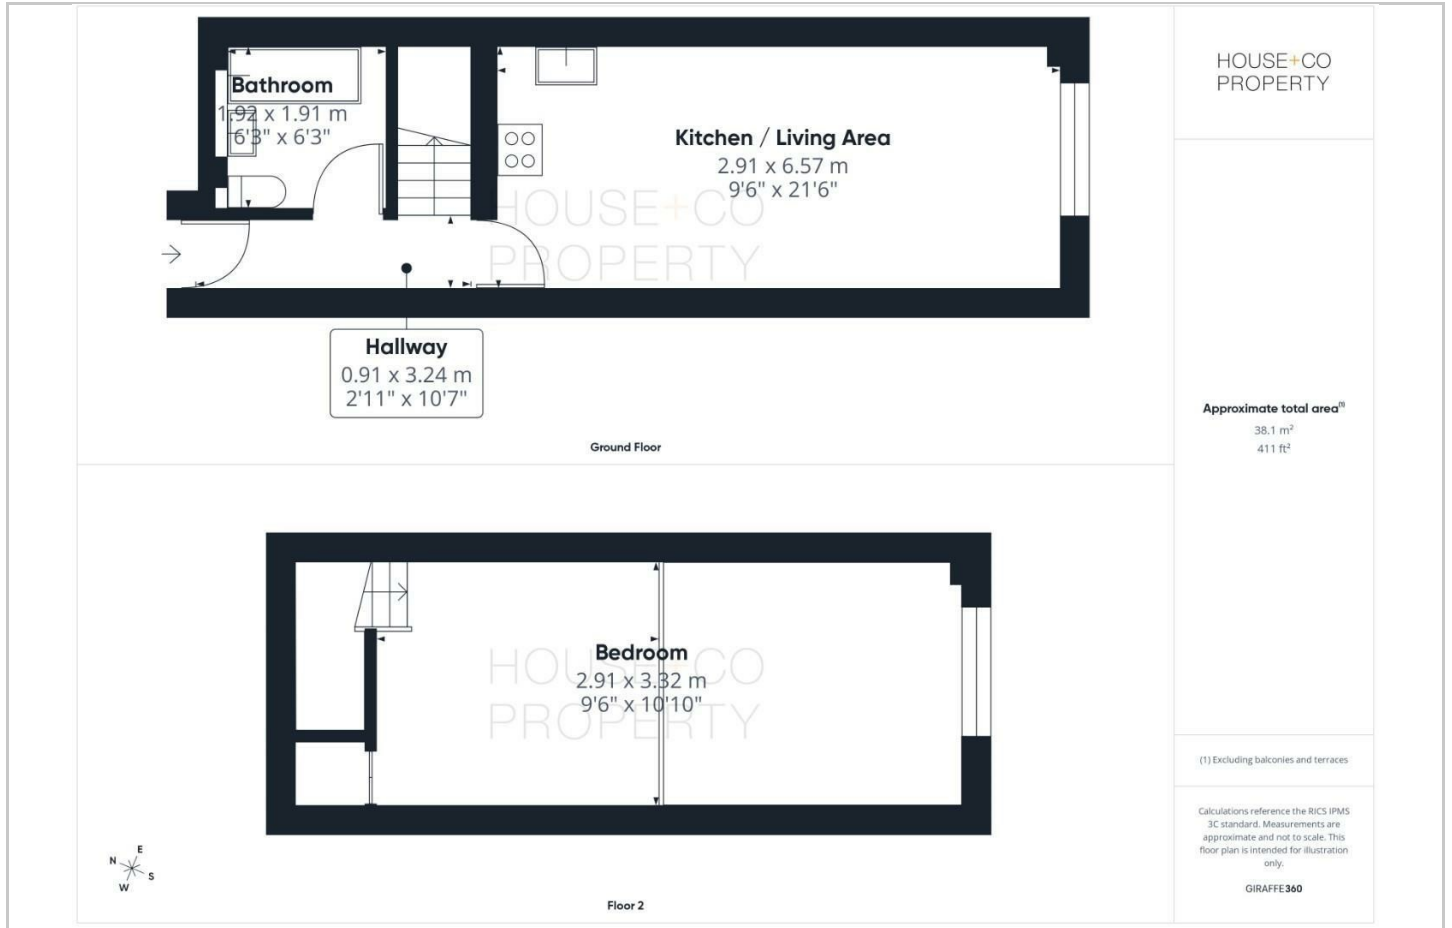 Bathroom
1.92 x 1.91 m
6'3" x 6'3"
Kitchen / Living Area
2.91 x 6.57 m
9'6" x 21'6"
HOUSE+CO
PROPERTY
Hallway
0.91 x 3.24 m
2'11" x 10'7"
Ground Floor
Bedroom
2.91 x 3.32 m
9'6" x 10'10"
HOUSE+CO
PROPERTY
N
E
S
W
Floor 2
HOUSE+CO
PROPERTY
Approximate total area(1)
38.1 m²
411 ft²
(1) Excluding balconies and terraces
Calculations reference the RICS IPMS
3C standard. Measurements are
approximate and not to scale. This
floor plan is intended for illustration
only.
GIRAFFE360